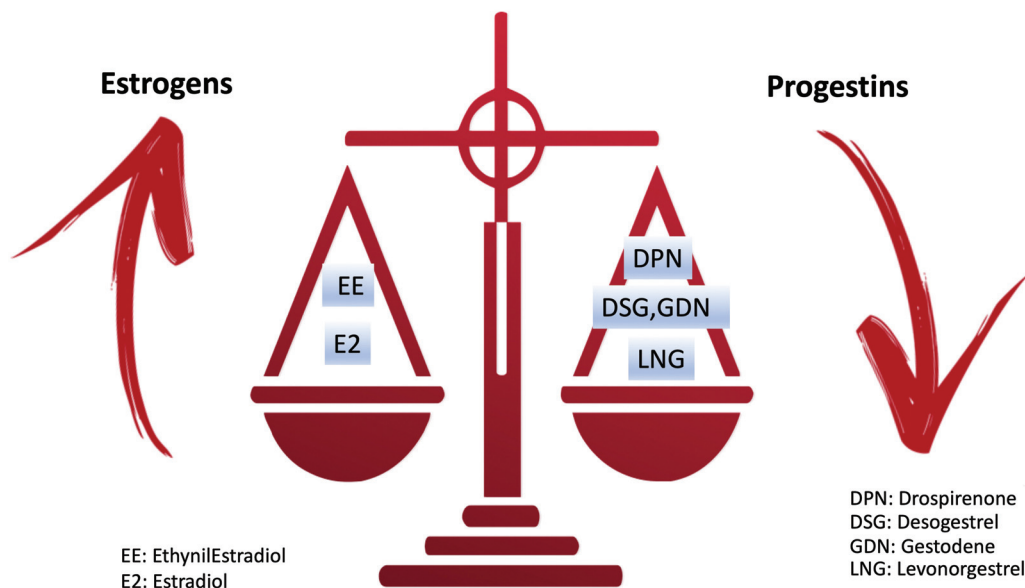 Estrogens
Progestins
EE
E2
DPN
DSG,GDN
LNG
EE: EthynilEstradiol
E2: Estradiol
DPN: Drospirenone
DSG: Desogestrel
GDN: Gestodene
LNG: Levonorgestrel